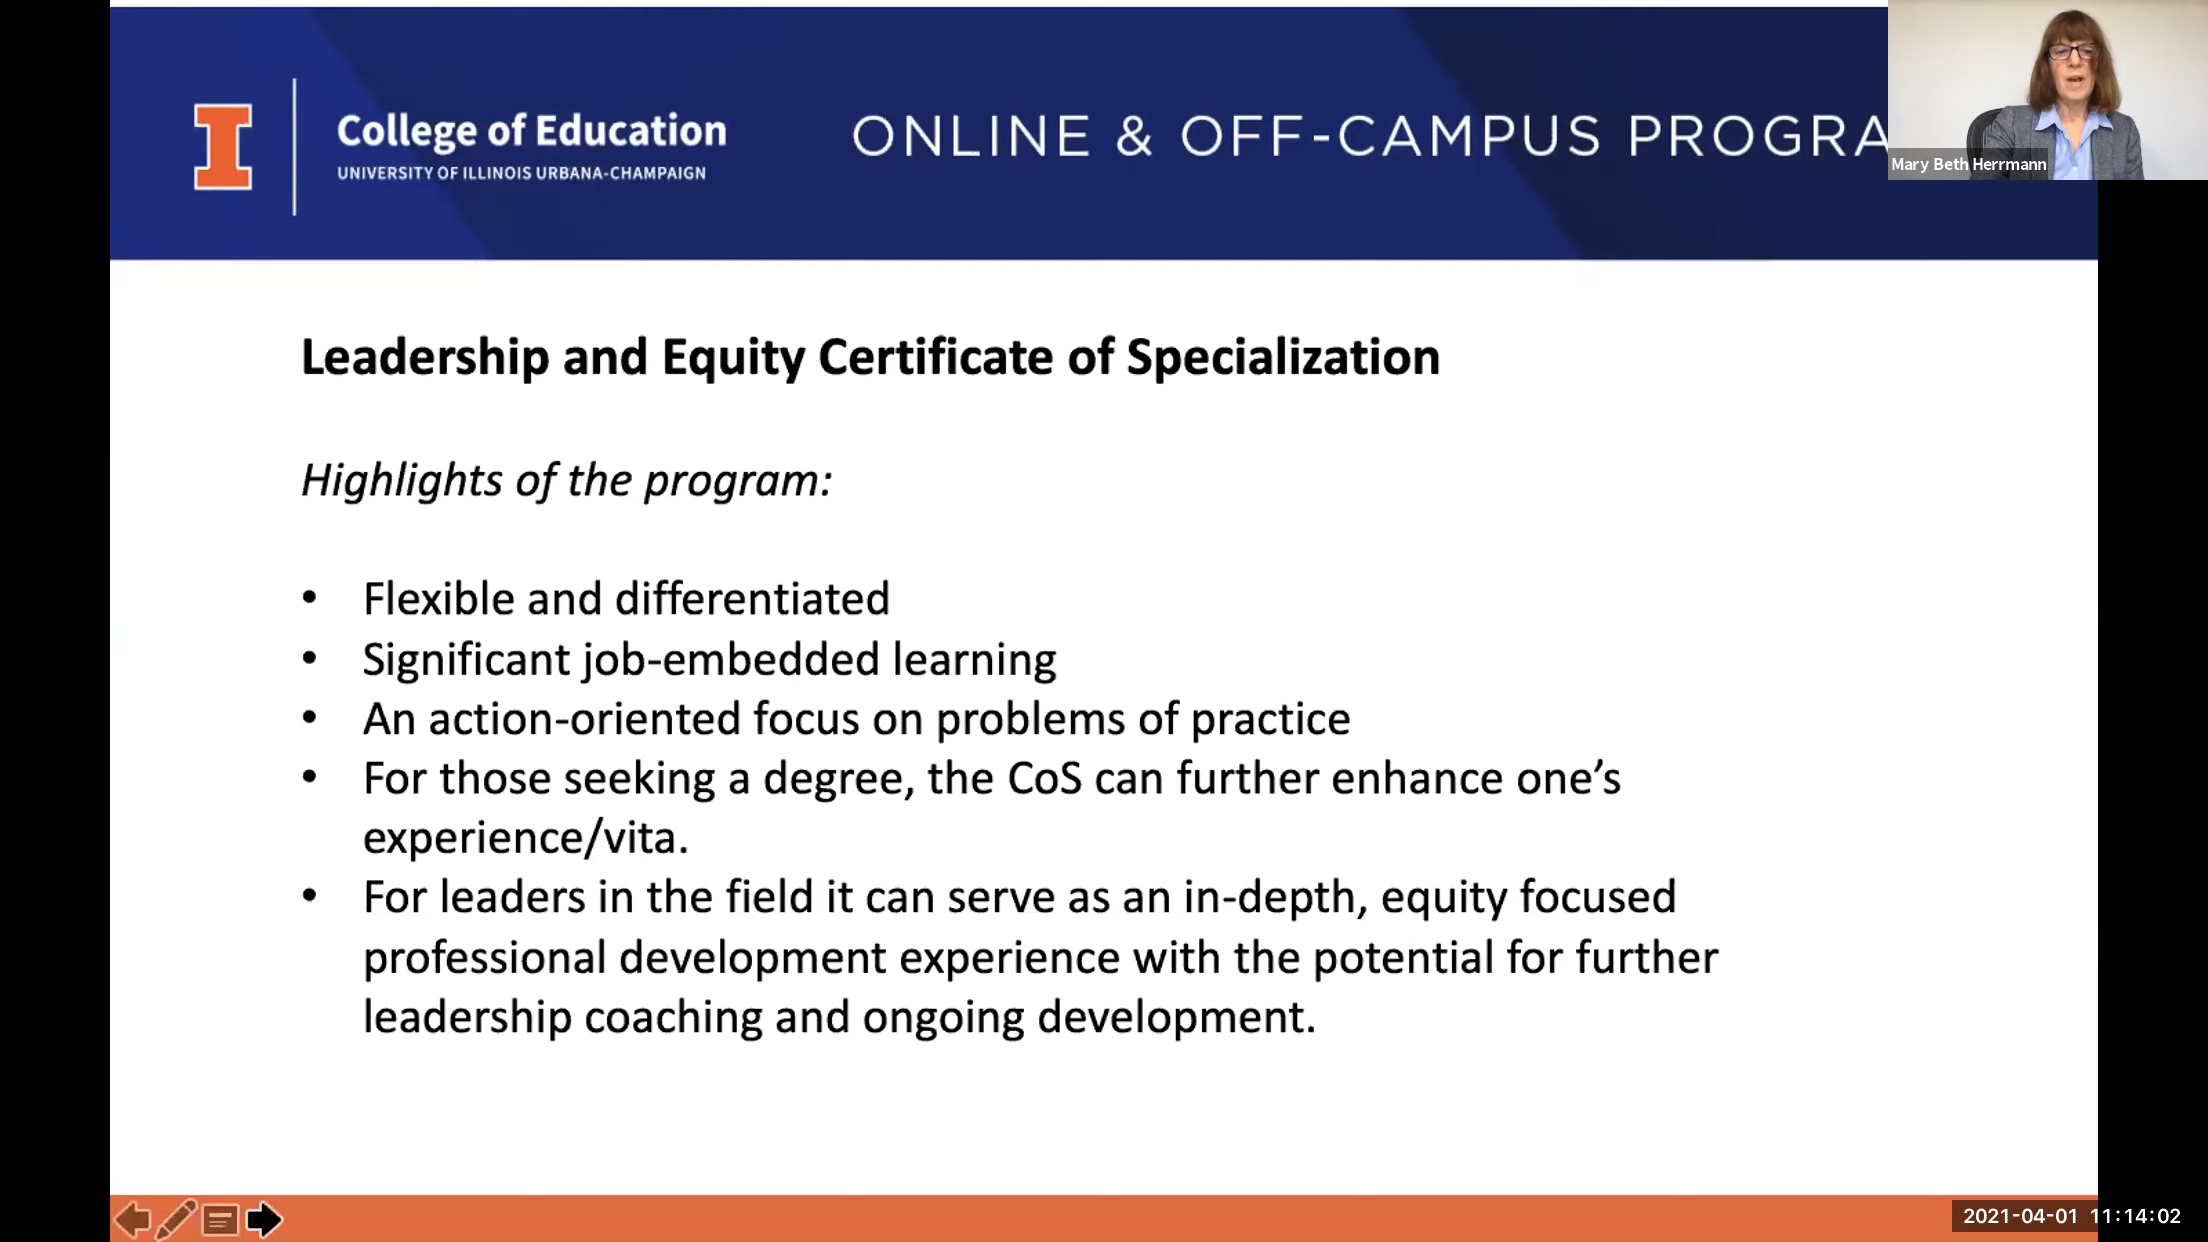 College of Education
UNIVERSITY OF ILLINOIS URBANA-CHAMPAIGN
ONLINE & OFF-CAMPUS PROGRA
Mary Beth Herrmann
Leadership and Equity Certificate of Specialization
Highlights of the program:
• Flexible and differentiated
• Significant job-embedded learning
• An action-oriented focus on problems of practice
• For those seeking a degree, the CoS can further enhance one’s
experience/vita.
• For leaders in the field it can serve as an in-depth, equity focused
professional development experience with the potential for further
leadership coaching and ongoing development.
2021-04-01 11:14:02